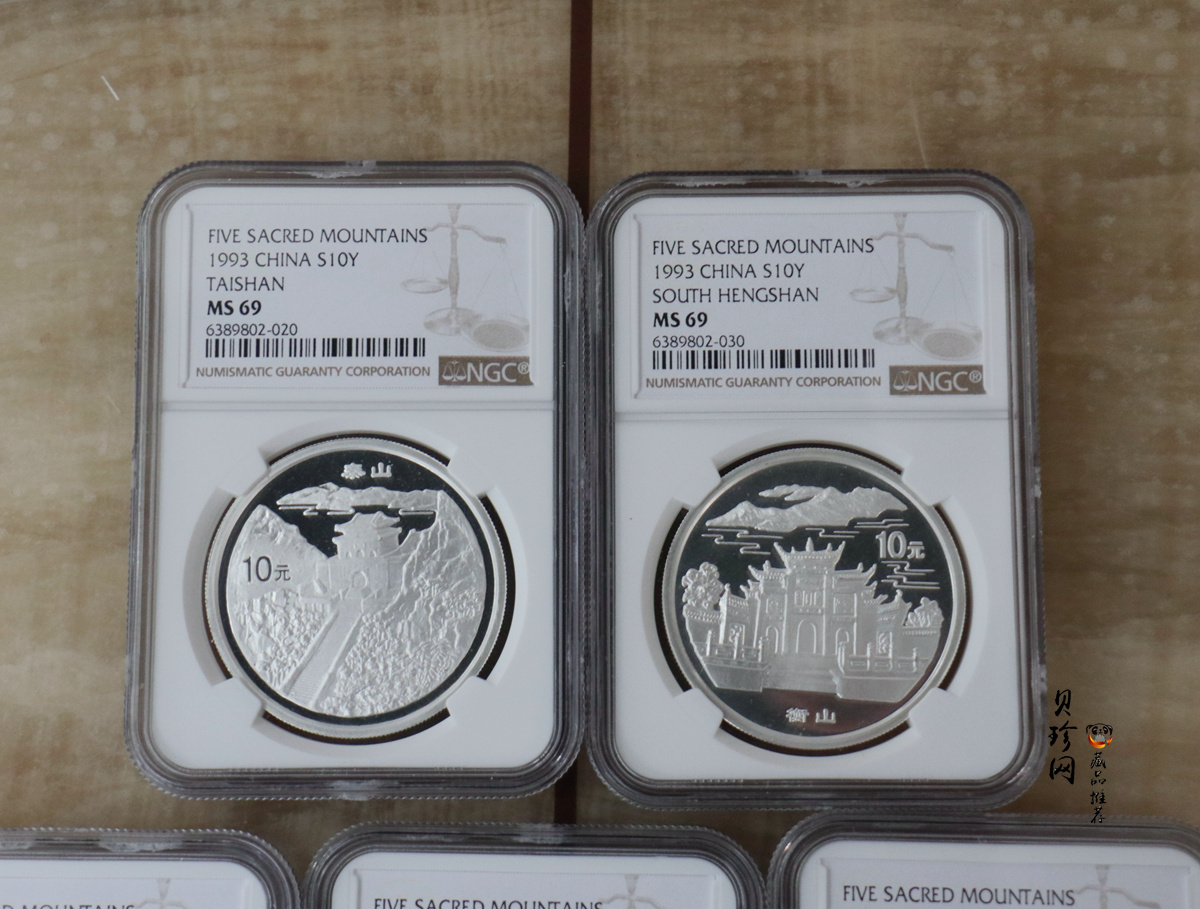 FIVE SACRED MOUNTAINS
1993 CHINA S10Y
TAISHAN
MS 69
6389802-020
NUMISMATIC GUARANTY CORPORATION
NGC®
泰山
10元
FIVE SACRED MOUNTAINS
1993 CHINA S10Y
SOUTH HENGSHAN
MS 69
6389802-030
NUMISMATIC GUARANTY CORPORATION
NGC®
10元
衡山
贝珍网
藏品推荐
MOUNTAINS
FIVE SACRED MOUNTAINS
FIVE SACRED MOUNTAINS